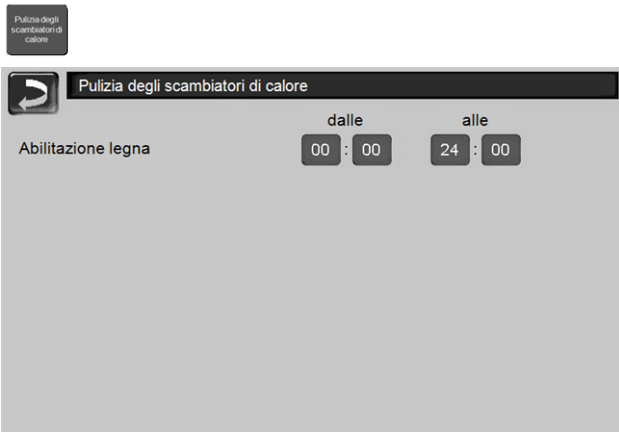 Pulizia degli
scambiatori di
calore
Pulizia degli scambiatori di calore
dalle alle
Abilitazione legna 00 : 00 24 : 00